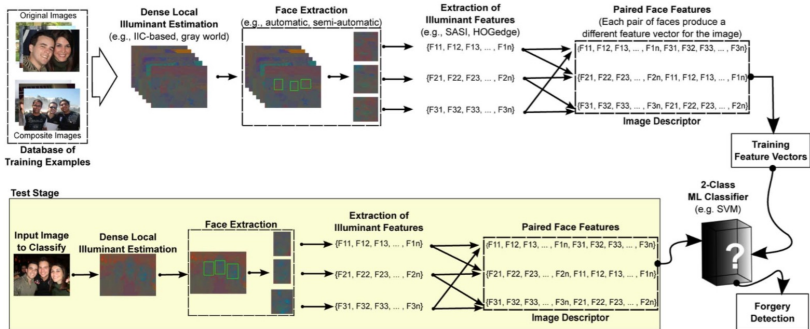 Original Images
Composite Images
Database of
Training Examples
Dense Local
Illuminant Estimation
(e.g., IIC-based, gray world)
Face Extraction
(e.g., automatic, semi-automatic)
Extraction of
Illuminant Features
(e.g., SASI, HOGedge)
{F11, F12, F13, ... , F1n}
{F21, F22, F23, ... , F2n}
{F31, F32, F33, ... , F3n}
Paired Face Features
(Each pair of faces produce a
different feature vector for the image)
{F11, F12, F13, ... , F1n, F31, F32, F33, ... , F3n}
{F21, F22, F23, ... , F2n, F11, F12, F13, ... , F1n}
{F31, F32, F33, ... , F3n, F21, F22, F23, ... , F2n}
Image Descriptor
Training
Feature Vectors
2-Class
ML Classifier
(e.g. SVM)
?
Forgery
Detection
Test Stage
Input Image
to Classify
Dense Local
Illuminant Estimation
Face Extraction
Extraction of
Illuminant Features
{F11, F12, F13, ... , F1n}
{F21, F22, F23, ... , F2n}
{F31, F32, F33, ... , F3n}
Paired Face Features
{F11, F12, F13, ... , F1n, F31, F32, F33, ... , F3n}
{F21, F22, F23, ... , F2n, F11, F12, F13, ... , F1n}
{F31, F32, F33, ... , F3n, F21, F22, F23, ... , F2n}
Image Descriptor